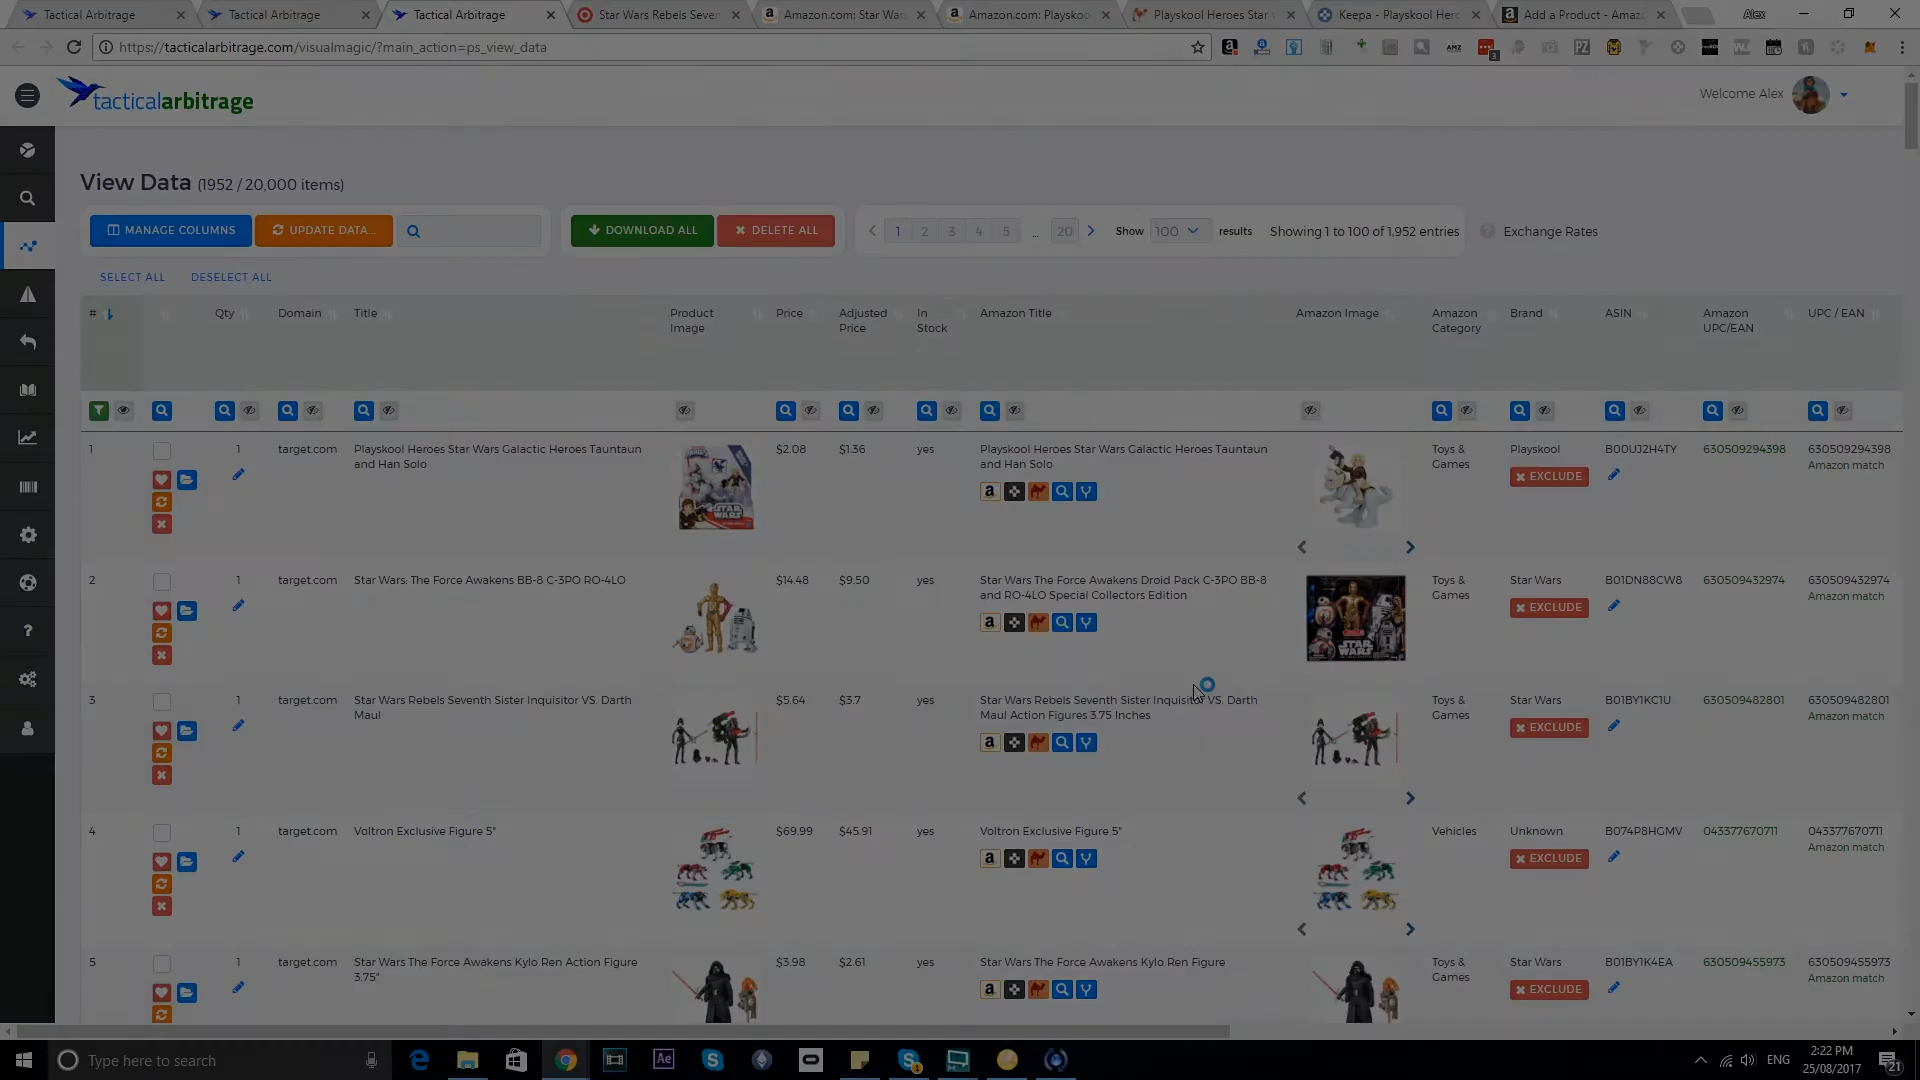 Tactical Arbitrage
Tactical Arbitrage
Tactical Arbitrage
Star Wars Rebels Seve
Amazon.com: Star Wars
Amazon.com: Playskoo
Playskool Heroes Star
Keepa - Playskool Her
Add a Product - Amaz
Alex
https://tacticalarbitrage.com/visualmagic/?main_action=ps_view_data
tacticalarbitrage
Welcome Alex
View Data (1952 / 20,000 items)
MANAGE COLUMNS
UPDATE DATA...
DOWNLOAD ALL
DELETE ALL
1 2 3 4 5 ... 20
Show 100 results
Showing 1 to 100 of 1,952 entries
Exchange Rates
SELECT ALL
DESELECT ALL
# Qty Domain Title Product Image Price Adjusted Price In Stock Amazon Title Amazon Image Amazon Category Brand ASIN Amazon UPC/EAN UPC / EAN
1 1 target.com Playskool Heroes Star Wars Galactic Heroes Tauntaun $2.08 $1.36 yes Playskool Heroes Star Wars Galactic Heroes Tauntaun Toys & Playskool B00UJ2H4TY 630509294398 630509294398
and Han Solo and Han Solo Games EXCLUDE Amazon match
2 1 target.com Star Wars: The Force Awakens BB-8 C-3PO RO-4LO $14.48 $9.50 yes Star Wars The Force Awakens Droid Pack C-3PO BB-8 Toys & Star Wars B01DN88CW8 630509432974 630509432974
and RO-4LO Special Collectors Edition Games EXCLUDE Amazon match
3 1 target.com Star Wars Rebels Seventh Sister Inquisitor VS. Darth $5.64 $3.7 yes Star Wars Rebels Seventh Sister Inquisitor VS. Darth Toys & Star Wars B01BY1KC1U 630509482801 630509482801
Maul Maul Action Figures 3.75 Inches Games EXCLUDE Amazon match
4 1 target.com Voltron Exclusive Figure 5" $69.99 $45.91 yes Voltron Exclusive Figure 5" Vehicles Unknown B074P8HGMV 043377670711 043377670711
EXCLUDE Amazon match
5 1 target.com Star Wars The Force Awakens Kylo Ren Action Figure $3.98 $2.61 yes Star Wars The Force Awakens Kylo Ren Figure Toys & Star Wars B01BY1K4EA 630509455973 630509455973
3.75" Games EXCLUDE Amazon match
Type here to search
ENG
2:22 PM
25/08/2017
21